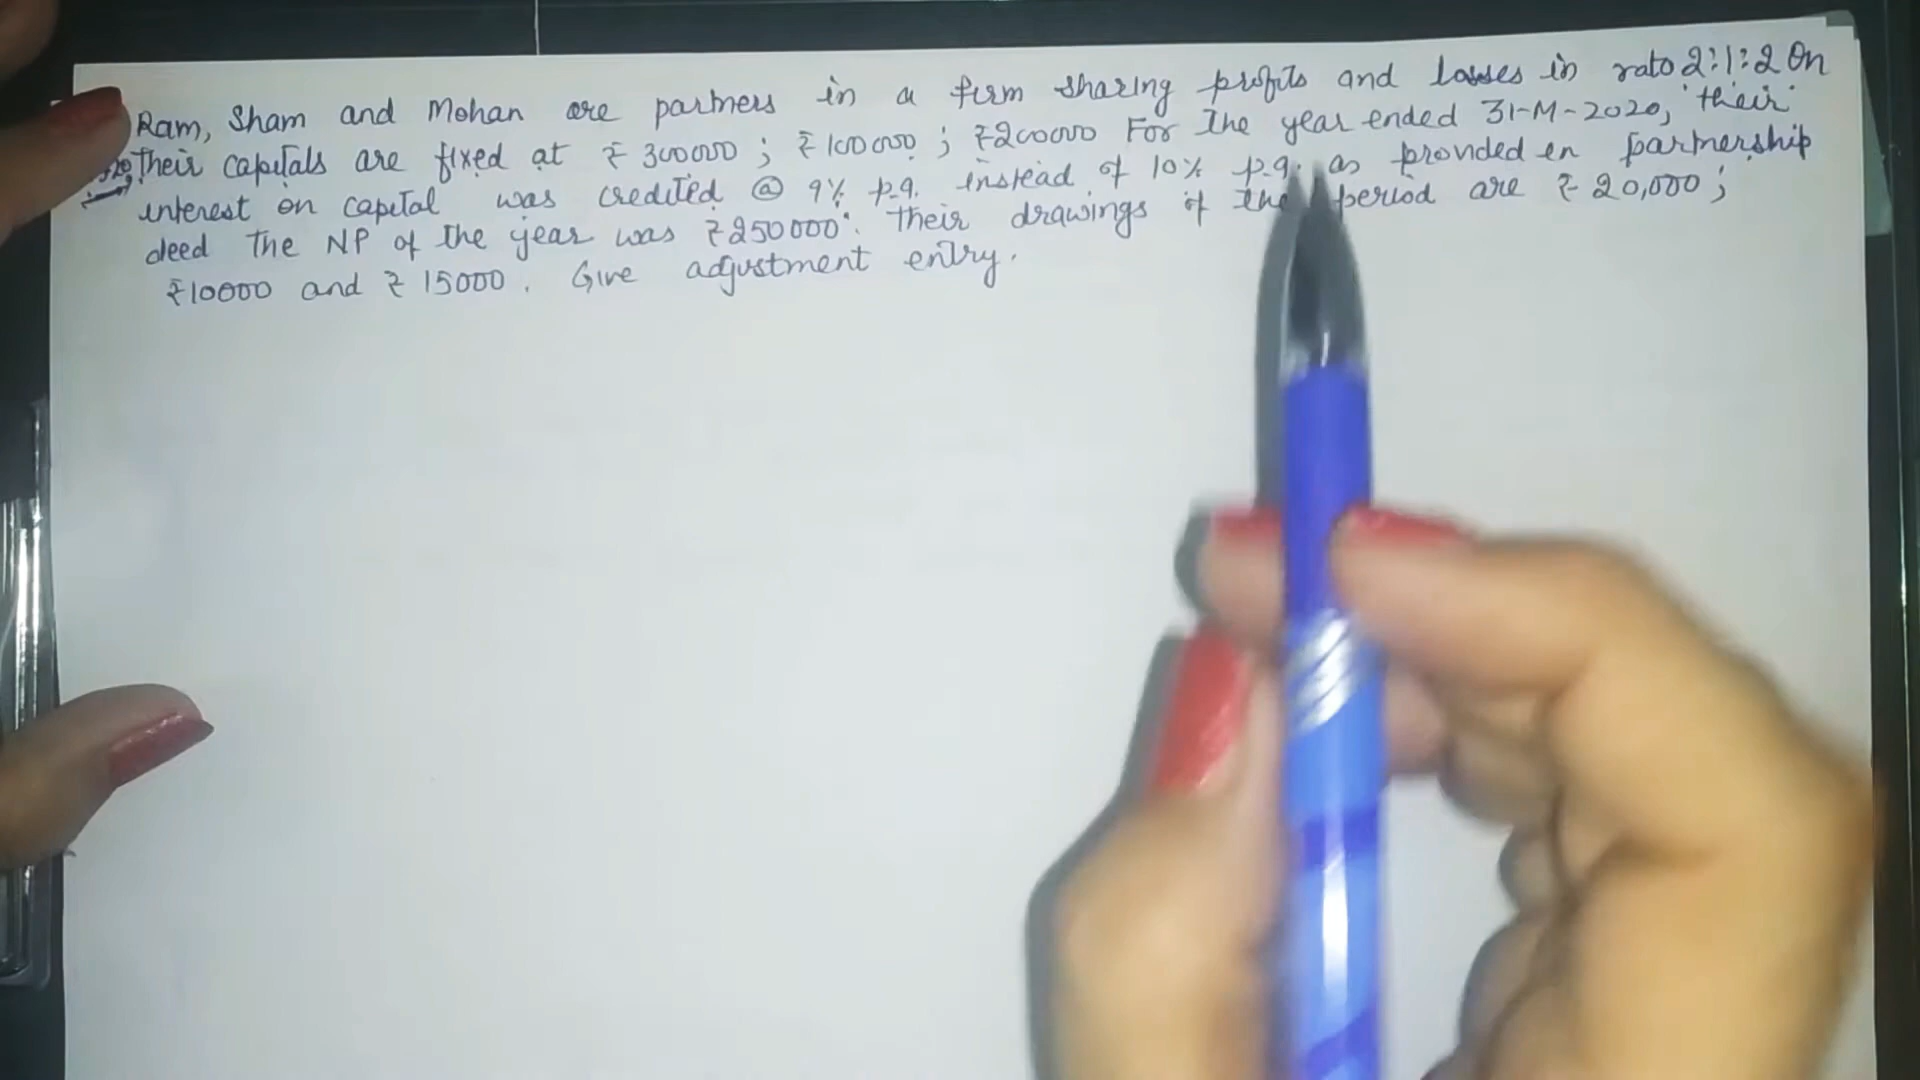 Ram, Sham and Mohan are partners in a firm sharing profits and losses in rato 2:1:2 On
Their capitals are fixed at ₹ 300000 ; ₹ 100000 ; ₹200000 For the year ended 31-M-2020, their
interest on capital was credited @ 9% p.a. instead of 10% p.a. as provided in partnership
deed The NP of the year was ₹250000. Their drawings of the period are ₹ 20,000 ;
₹10000 and ₹ 15000. Give adjustment entry.